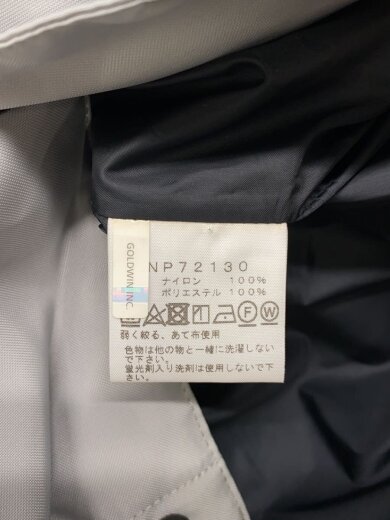 GOLDWIN INC.
NP72130
ナイロン 100%
ポリエステル 100%
F W
弱く絞る、あて布使用
色物は他の物と一緒に洗濯しない
で下さい。
蛍光剤入り洗剤は使用しないで下
さい。